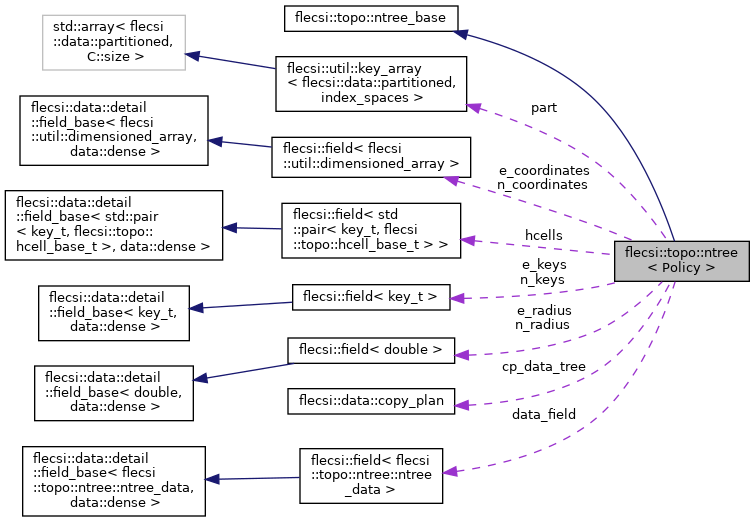 std::array< flecsi
::data::partitioned,
C::size >
flecsi::topo::ntree_base
flecsi::util::key_array
< flecsi::data::partitioned,
index_spaces >
part
flecsi::data::detail
::field_base< flecsi
::util::dimensioned_array,
data::dense >
flecsi::field< flecsi
::util::dimensioned_array >
e_coordinates
n_coordinates
flecsi::data::detail
::field_base< std::pair
< key_t, flecsi::topo::
hcell_base_t >, data::dense >
flecsi::field< std
::pair< key_t, flecsi
::topo::hcell_base_t > >
hcells
flecsi::topo::ntree
< Policy >
e_keys
n_keys
flecsi::data::detail
::field_base< key_t,
data::dense >
flecsi::field< key_t >
e_radius
n_radius
flecsi::field< double >
flecsi::data::detail
::field_base< double,
data::dense >
cp_data_tree
flecsi::data::copy_plan
data_field
flecsi::data::detail
::field_base< flecsi
::topo::ntree::ntree_data,
data::dense >
flecsi::field< flecsi
::topo::ntree::ntree
_data >